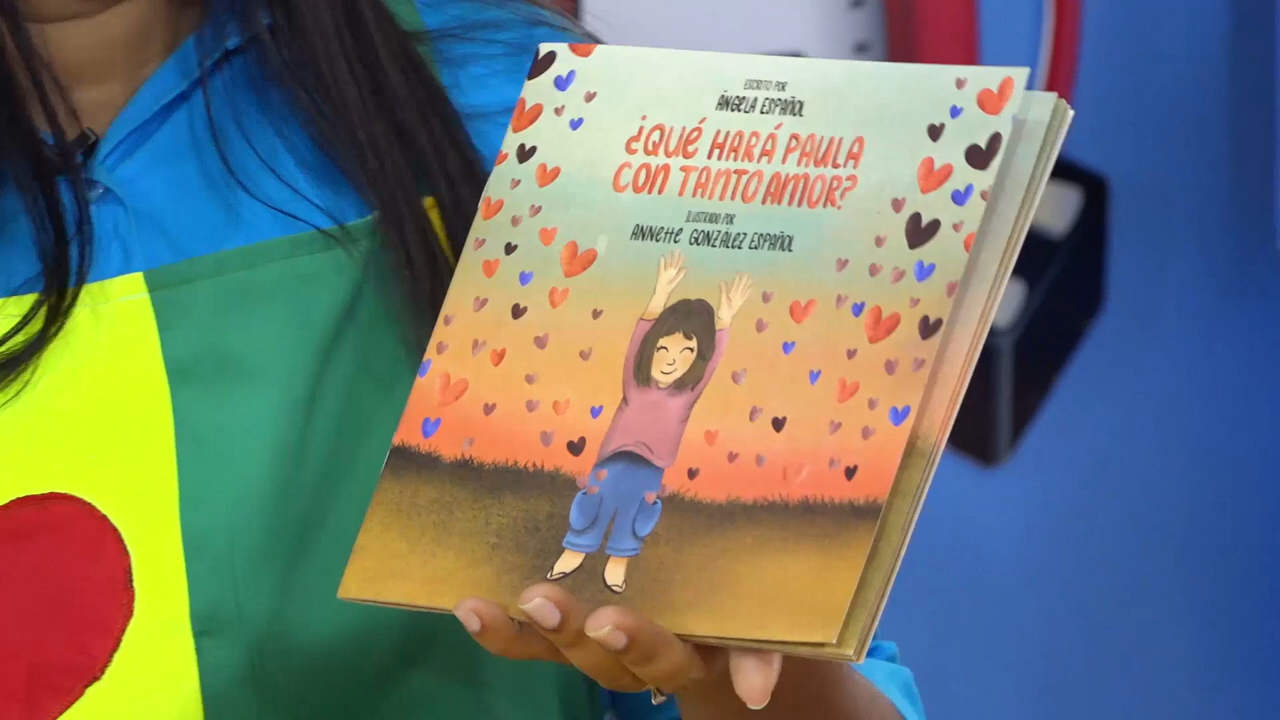 ESCRITO POR
ÁNGELA ESPAÑOL
¿QUÉ HARÁ PAULA
CON TANTO AMOR?
ILUSTRADO POR
ANNETTE GONZÁLEZ ESPAÑOL